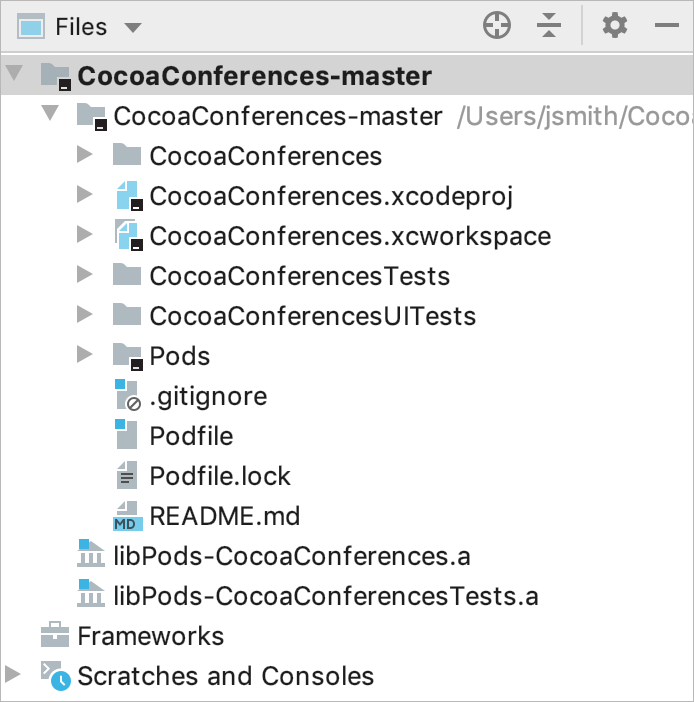 Files
CocoaConferences-master
CocoaConferences-master /Users/jsmith/Coco
CocoaConferences
CocoaConferences.xcodeproj
CocoaConferences.xcworkspace
CocoaConferencesTests
CocoaConferencesUITests
Pods
.gitignore
Podfile
Podfile.lock
MD README.md
libPods-CocoaConferences.a
libPods-CocoaConferencesTests.a
Frameworks
Scratches and Consoles